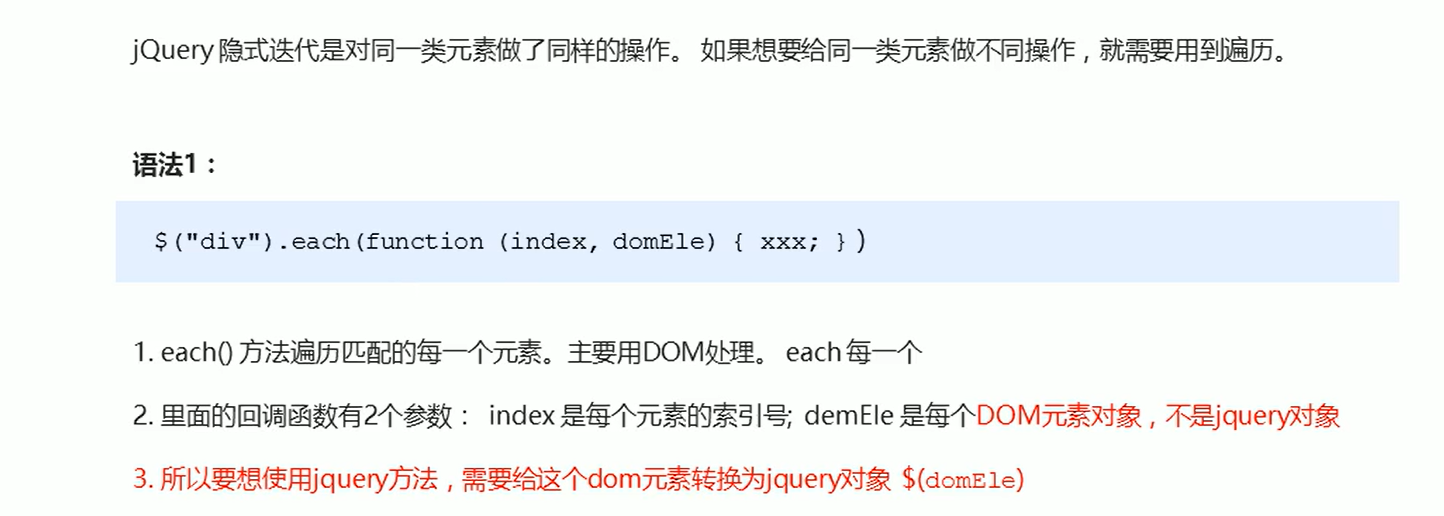 jQuery 隐式迭代是对同一类元素做了同样的操作。 如果想要给同一类元素做不同操作，就需要用到遍历。
语法1：
$("div").each(function (index, domEle) { xxx; })
1. each() 方法遍历匹配的每一个元素。主要用DOM处理。 each 每一个
2. 里面的回调函数有2个参数： index 是每个元素的索引号; demEle 是每个DOM元素对象，不是jquery对象
3. 所以要想使用jquery方法，需要给这个dom元素转换为jquery对象 $(domEle)